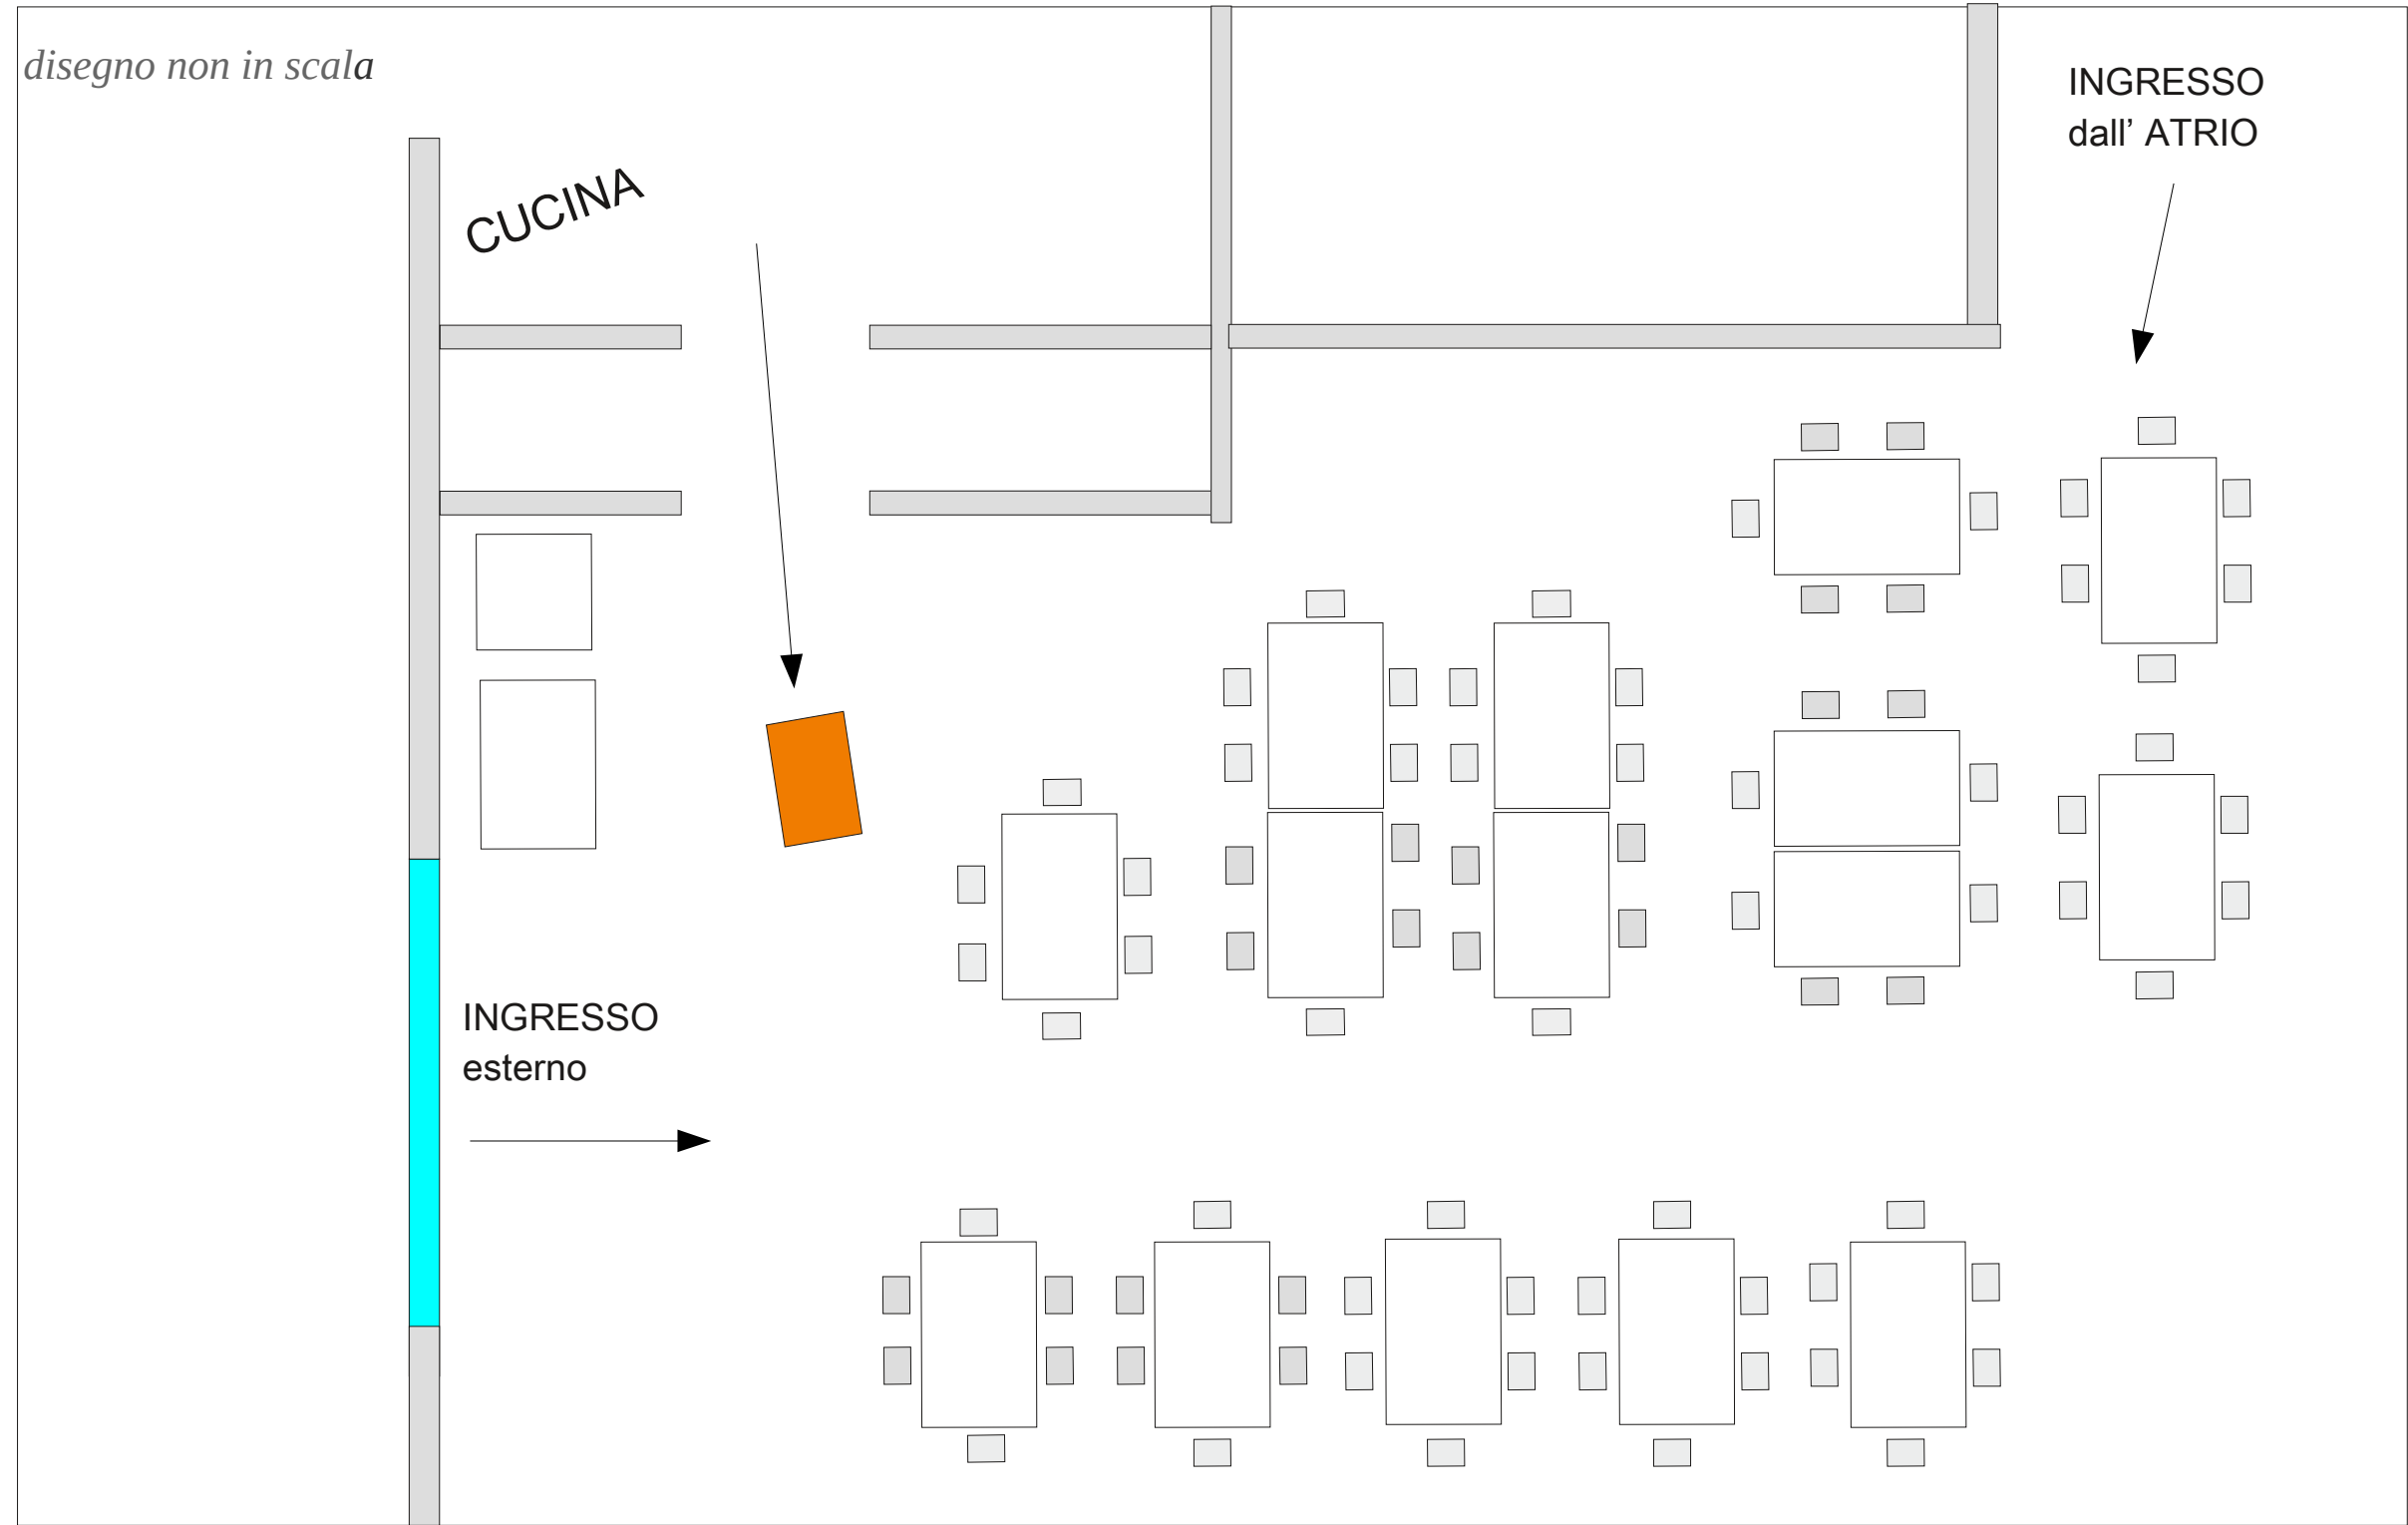 disegno non in scala
INGRESSO
dall' ATRIO
CUCINA
INGRESSO
esterno